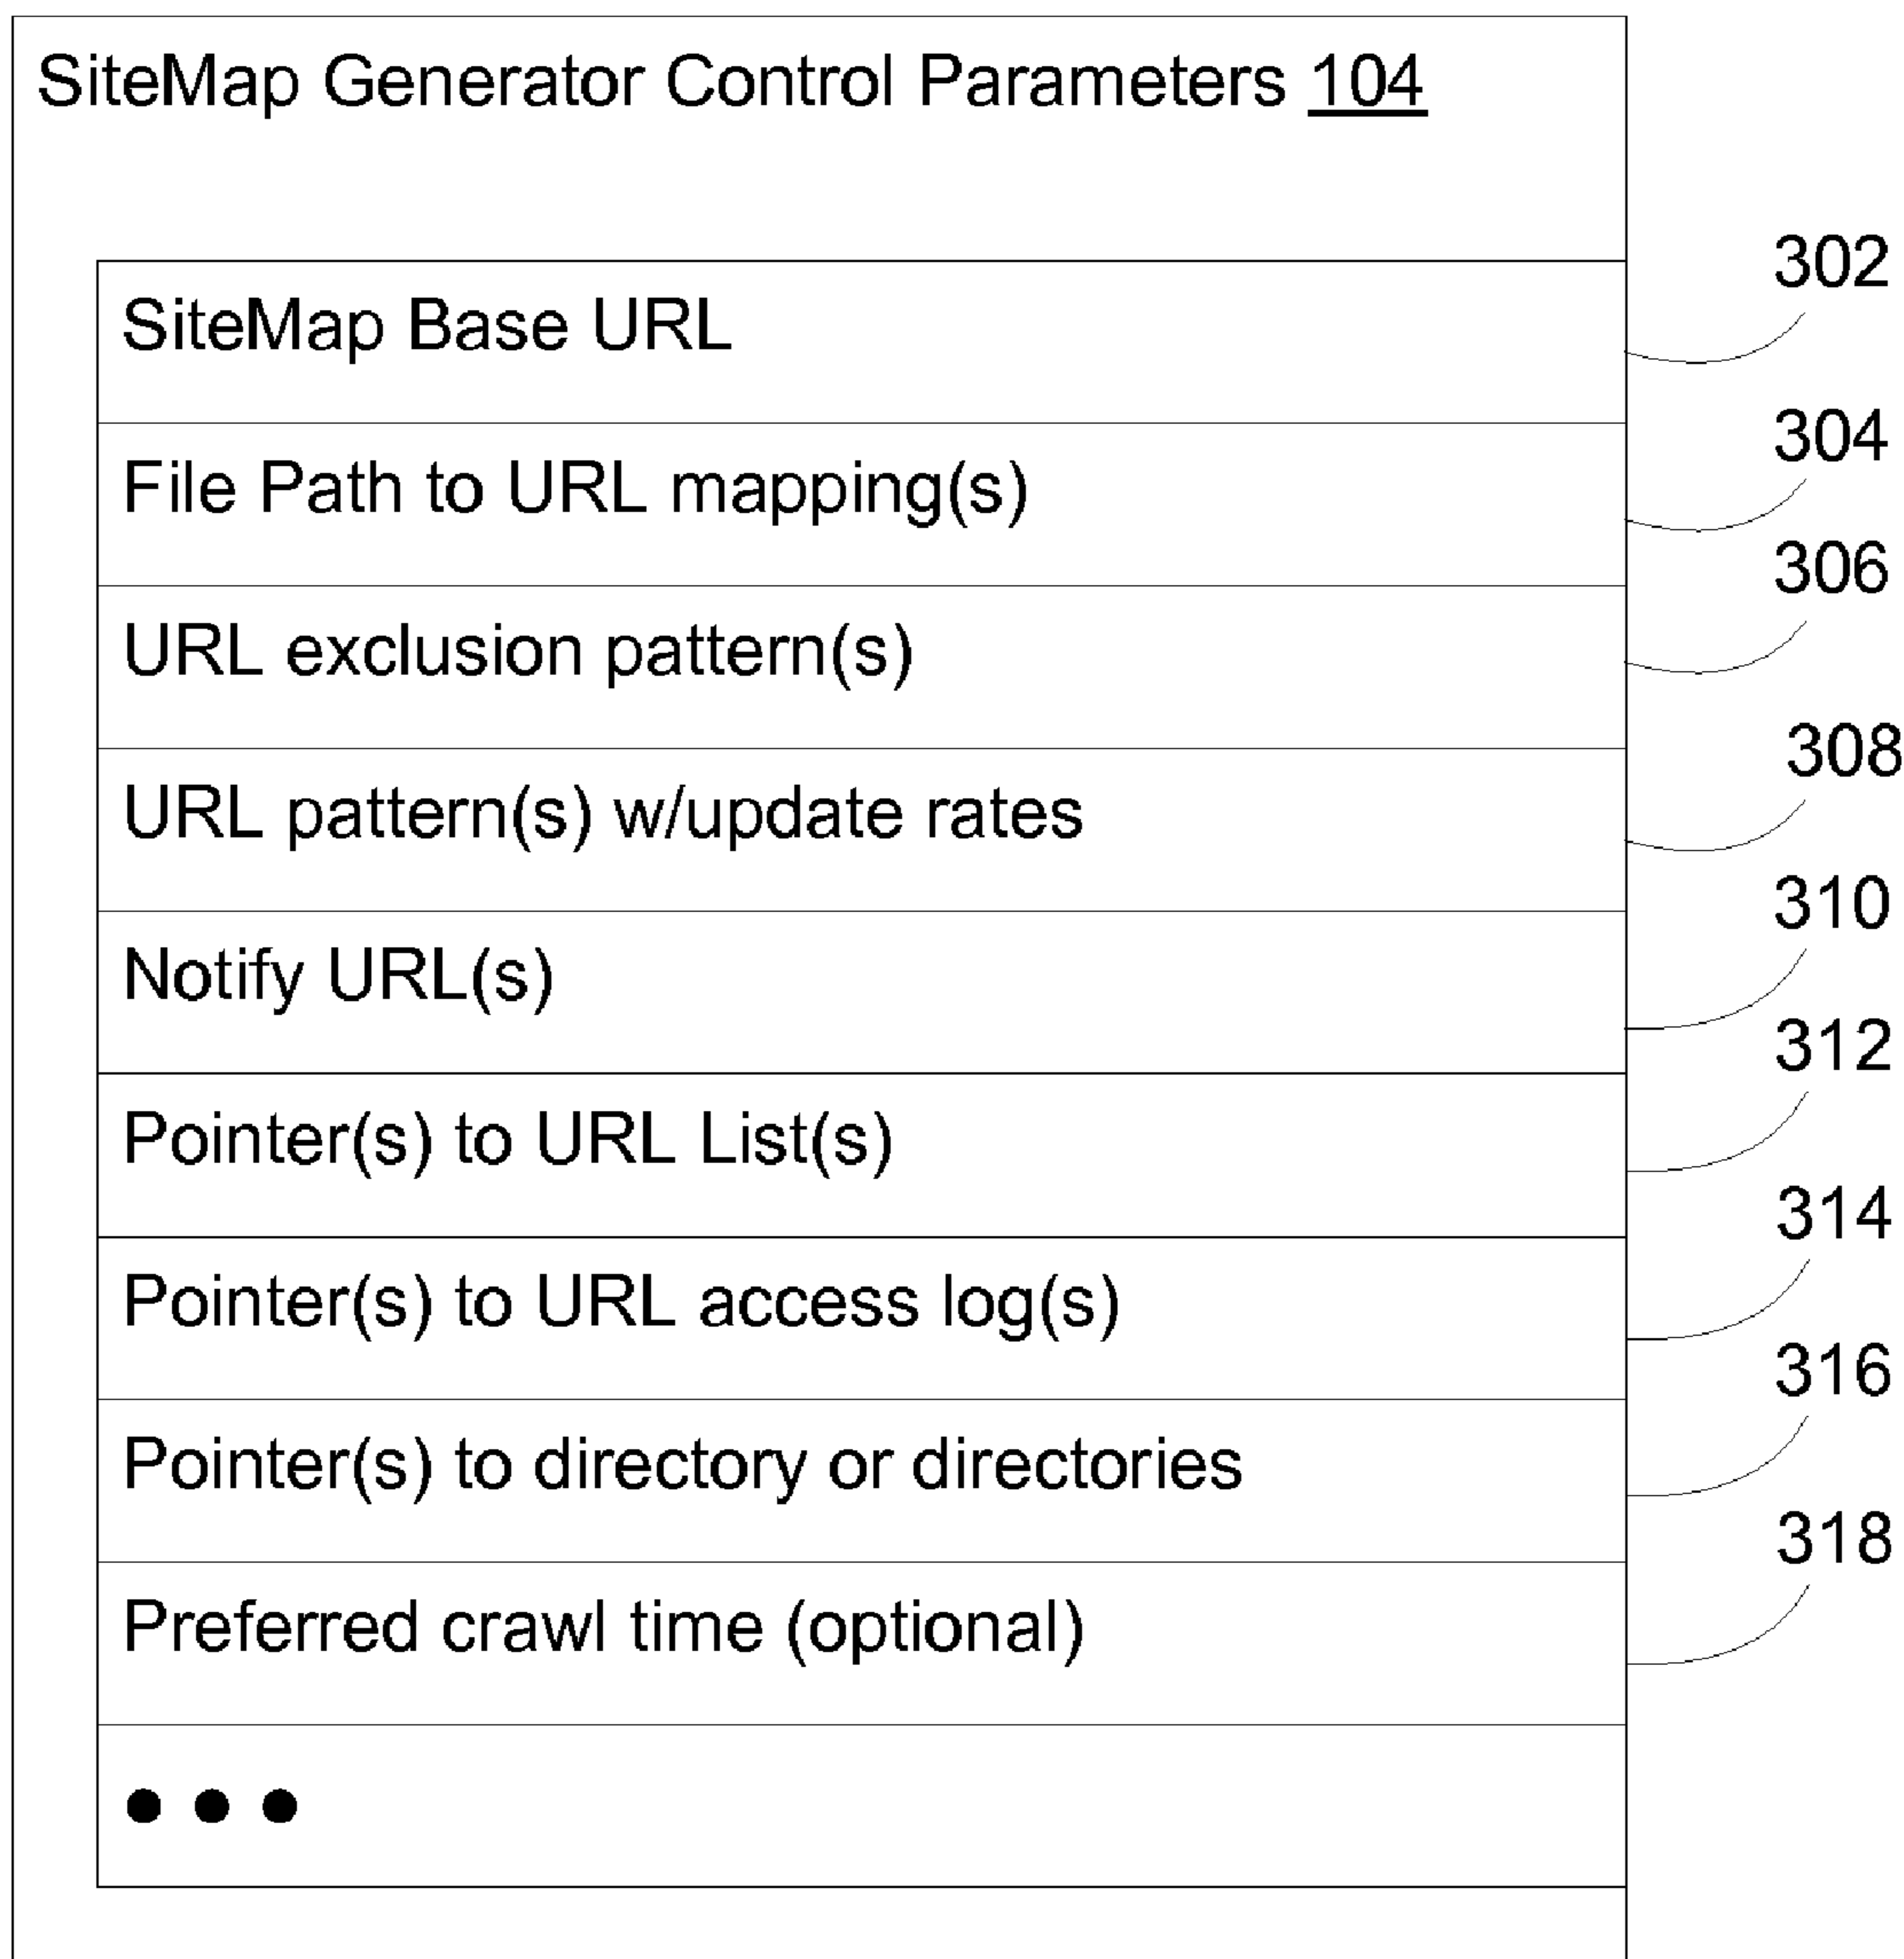 SiteMap Generator Control Parameters 104
302
SiteMap Base URL
304
File Path to URL mapping(s)
306
URL exclusion pattern(s)
308
URL pattern(s) w/update rates
310
Notify URL(s)
312
Pointer(s) to URL List(s)
314
Pointer(s) to URL access log(s)
316
Pointer(s) to directory or directories
318
Preferred crawl time (optional)
● ● ●